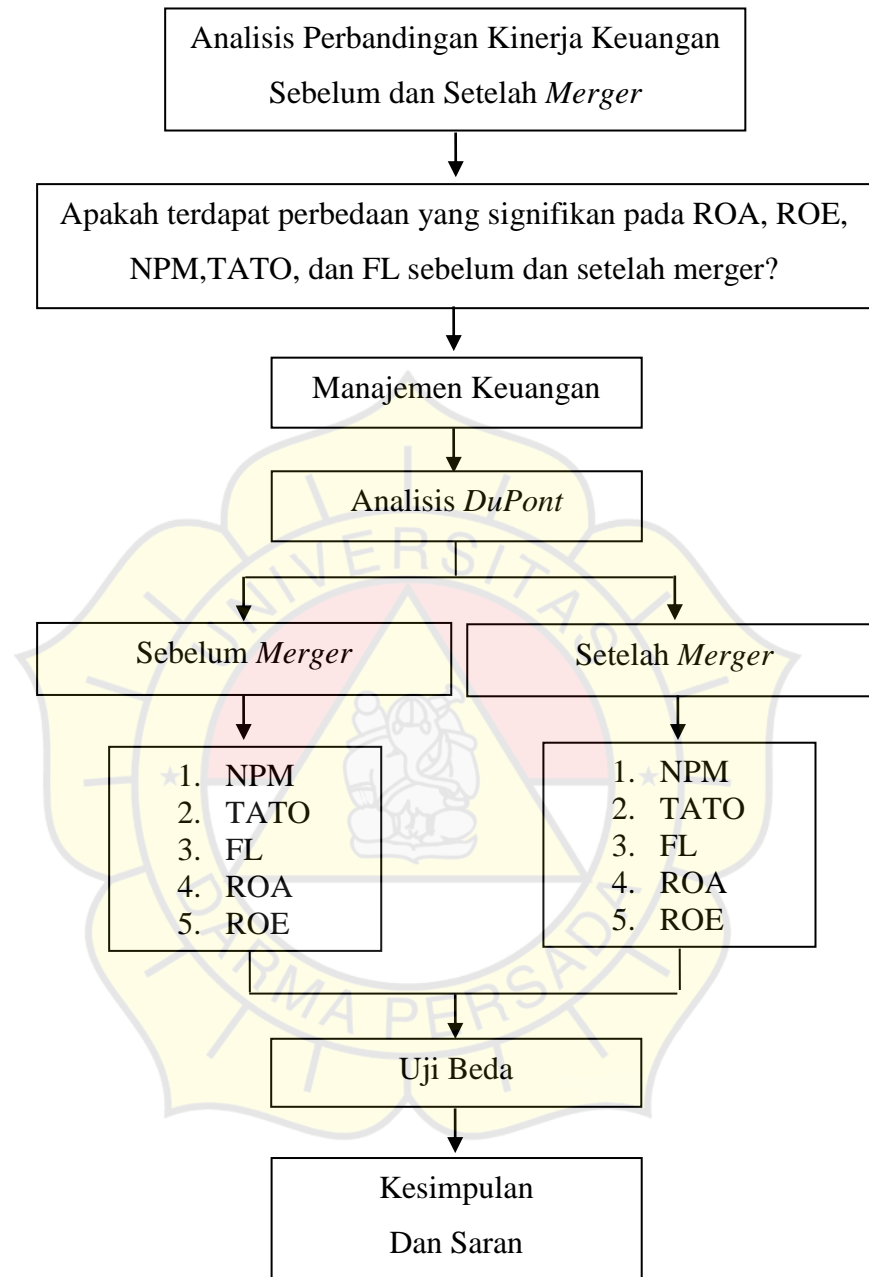 Analisis Perbandingan Kinerja Keuangan
Sebelum dan Setelah Merger
Apakah terdapat perbedaan yang signifikan pada ROA, ROE,
NPM,TATO, dan FL sebelum dan setelah merger?
Manajemen Keuangan
Analisis DuPont
UNIVERSITAS
Sebelum Merger
Setelah Merger
1. NPM
2. TATO
3. FL
4. ROA
5. ROE
1. NPM
2. TATO
3. FL
4. ROA
5. ROE
DARMA PERSADA
Uji Beda
Kesimpulan
Dan Saran